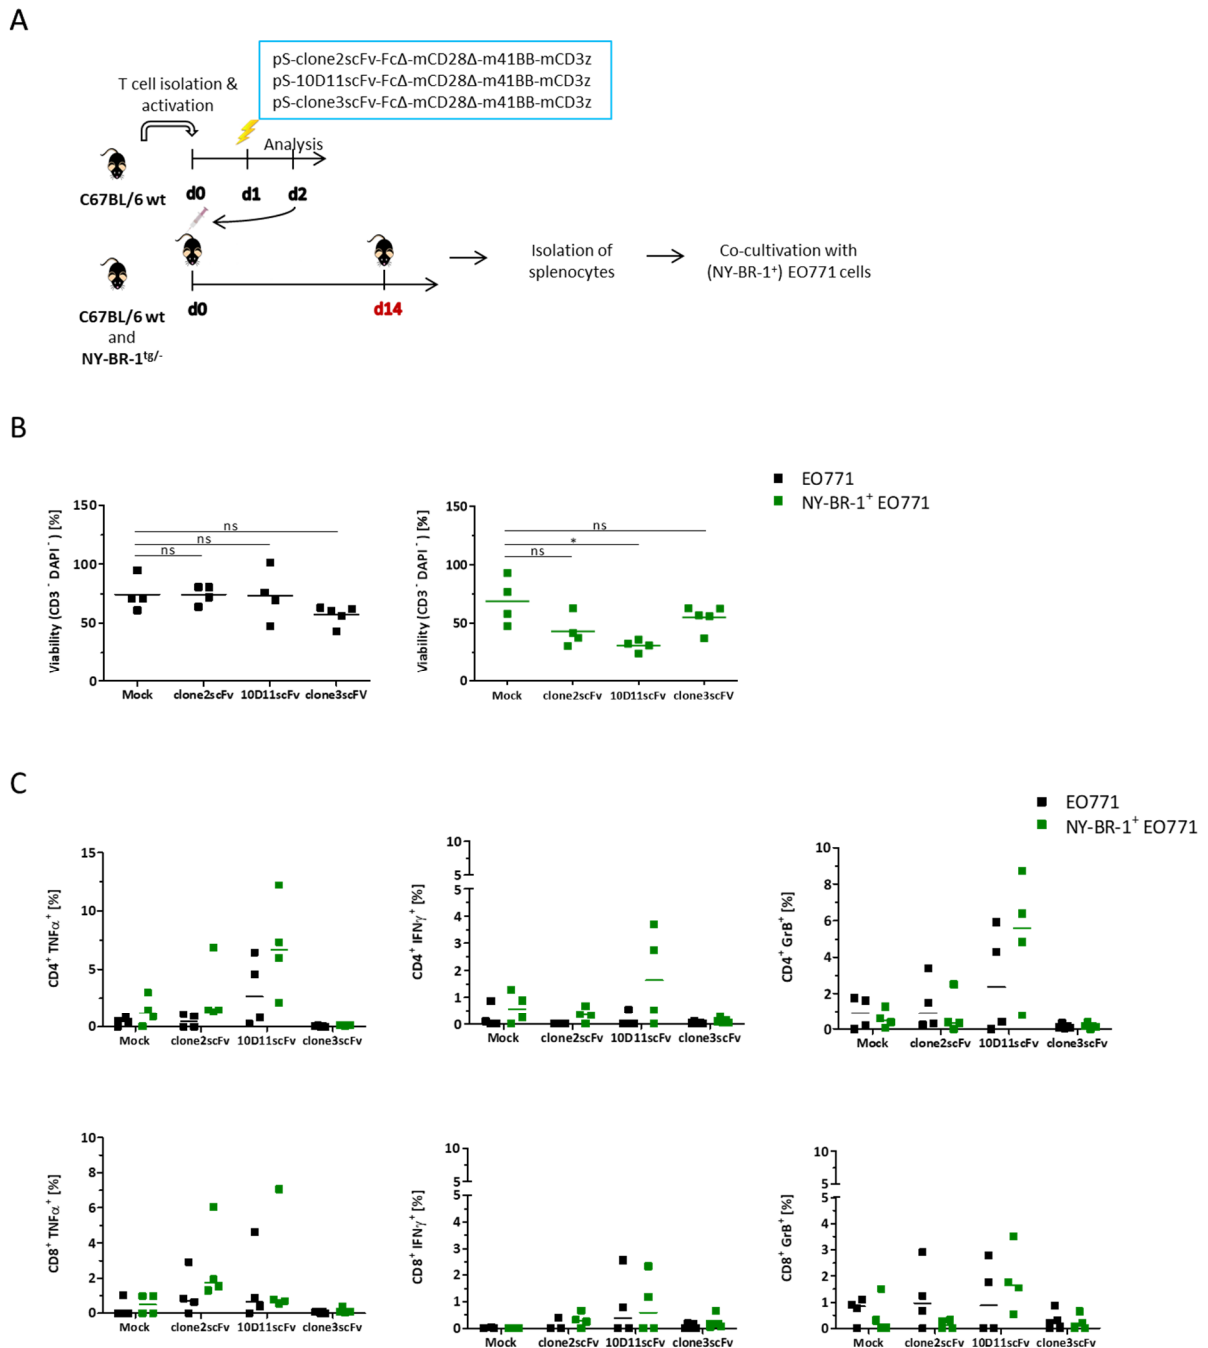 A
pS-clone2scFv-FcΔ-mCD28Δ-m41BB-mCD3z
pS-10D11scFv-FcΔ-mCD28Δ-m41BB-mCD3z
pS-clone3scFv-FcΔ-mCD28Δ-m41BB-mCD3z
T cell isolation &
activation
Analysis
C67BL/6 wt
d0 d1 d2
Isolation of
splenocytes
Co-cultivation with
(NY-BR-1⁺) EO771 cells
C67BL/6 wt
and
NY-BR-1ᵗᵍ/⁻
d0 d14
B
EO771
NY-BR-1⁺ EO771
Viability (CD3⁻ DAPI⁻) [%]
150
100
50
0
ns
ns
ns
Mock clone2scFv 10D11scFv clone3scFV
Viability (CD3⁻ DAPI⁻) [%]
150
100
50
0
ns
*
ns
Mock clone2scFv 10D11scFv clone3scFV
C
EO771
NY-BR-1⁺ EO771
CD4⁺ TNFα⁺ [%]
15
10
5
0
Mock clone2scFv 10D11scFv clone3scFv
CD4⁺ IFNγ⁺ [%]
10
5
5
4
3
2
1
0
Mock clone2scFv 10D11scFv clone3scFv
CD4⁺ GrB⁺ [%]
10
8
6
4
2
0
Mock clone2scFv 10D11scFv clone3scFv
CD8⁺ TNFα⁺ [%]
10
8
6
4
2
0
Mock clone2scFv 10D11scFv clone3scFv
CD8⁺ IFNγ⁺ [%]
10
5
5
4
3
2
1
0
Mock clone2scFv 10D11scFv clone3scFv
CD8⁺ GrB⁺ [%]
10
5
5
4
3
2
1
0
Mock clone2scFv 10D11scFv clone3scFv